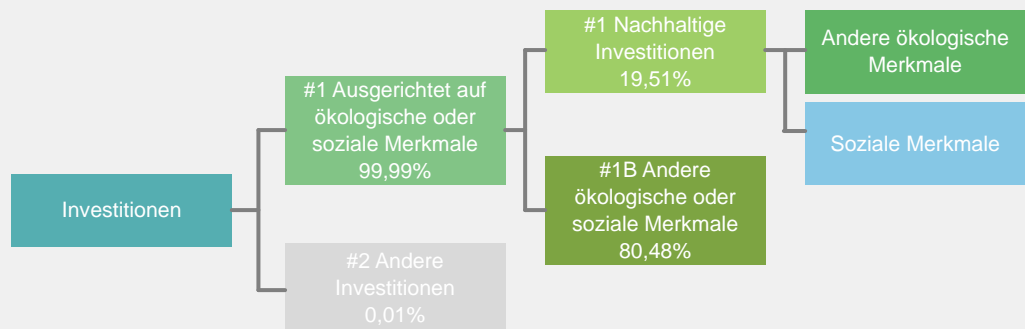 Investitionen
#1 Ausgerichtet auf
ökologische oder
soziale Merkmale
99,99%
#2 Andere
Investitionen
0,01%
#1 Nachhaltige
Investitionen
19,51%
#1B Andere
ökologische oder
soziale Merkmale
80,48%
Andere ökologische
Merkmale
Soziale Merkmale